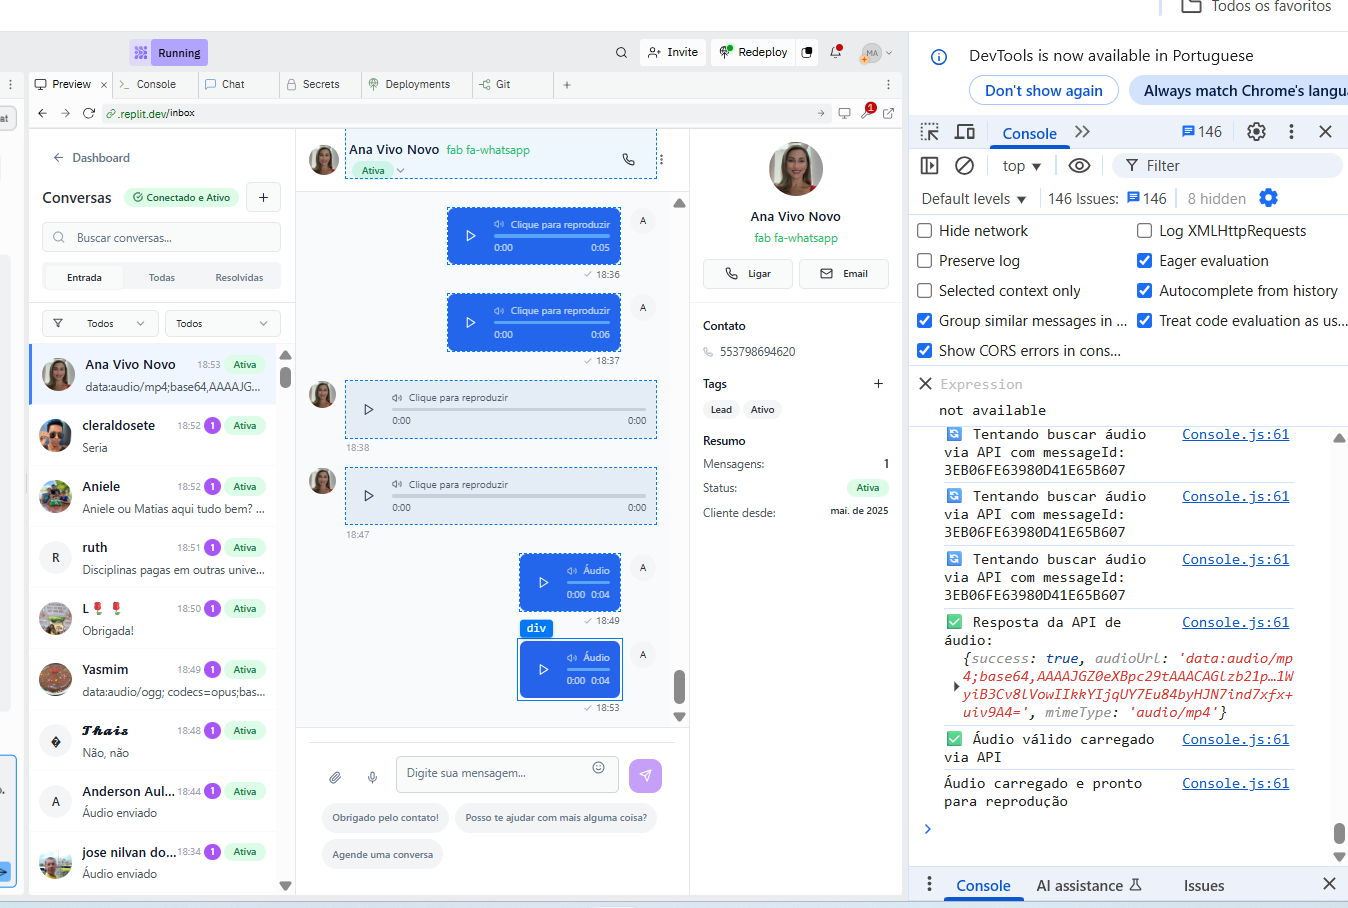 Todos os favoritos
Running
Invite
Redeploy
MA
Preview
Console
Chat
Secrets
Deployments
Git
.replit.dev/inbox
1
at
Dashboard
Conversas
Conectado e Ativo
Buscar conversas...
Entrada
Todas
Resolvidas
Todos
Todos
Ana Vivo Novo
18:53
Ativa
data:audio/mp4;base64,AAAAJG...
cleraldosete
18:52
1
Ativa
Seria
Aniele
18:52
1
Ativa
Aniele ou Matias aqui tudo bem? ...
R
ruth
18:51
1
Ativa
Disciplinas pagas em outras unive...
L🌹🌹
18:50
1
Ativa
Obrigada!
Yasmim
18:49
1
Ativa
data:audio/ogg; codecs=opus;bas...
�
𝓣𝓱𝓪𝓲𝓼
18:48
1
Ativa
Não, não
A
Anderson Aul...
18:44
1
Ativa
Áudio enviado
jose nilvan do...
18:34
1
Ativa
Áudio enviado
Ana Vivo Novo
fab fa-whatsapp
Ativa
Clique para reproduzir
0:00
0:05
A
18:36
Clique para reproduzir
0:00
0:06
A
18:37
Clique para reproduzir
0:00
0:00
18:38
Clique para reproduzir
0:00
0:00
18:47
Áudio
0:00 0:04
A
18:49
div
Áudio
0:00 0:04
A
18:53
Digite sua mensagem...
Obrigado pelo contato!
Posso te ajudar com mais alguma coisa?
Agende uma conversa
Ana Vivo Novo
fab fa-whatsapp
Ligar
Email
Contato
553798694620
Tags
Lead
Ativo
Resumo
Mensagens:
1
Status:
Ativa
Cliente desde:
mai. de 2025
DevTools is now available in Portuguese
Don't show again
Always match Chrome's langu
Console
146
top
Filter
Default levels
146 Issues:
146
8 hidden
Hide network
Log XMLHttpRequests
Preserve log
Eager evaluation
Selected context only
Autocomplete from history
Group similar messages in ...
Treat code evaluation as us...
Show CORS errors in cons...
Expression
not available
🔄 Tentando buscar áudio
Console.js:61
via API com messageId:
3EB06FE63980D41E65B607
🔄 Tentando buscar áudio
Console.js:61
via API com messageId:
3EB06FE63980D41E65B607
🔄 Tentando buscar áudio
Console.js:61
via API com messageId:
3EB06FE63980D41E65B607
✅ Resposta da API de
Console.js:61
áudio:
{success: true, audioUrl: 'data:audio/mp
4;base64,AAAAJGZ0eXBpc29tAAACAGlzb21p…1W
yiB3Cv8lVowIIkkYIjqUY7Eu84byHJN7ind7xfx+
uiv9A4=', mimeType: 'audio/mp4'}
✅ Áudio válido carregado
Console.js:61
via API
Áudio carregado e pronto
Console.js:61
para reprodução
Console
AI assistance
Issues